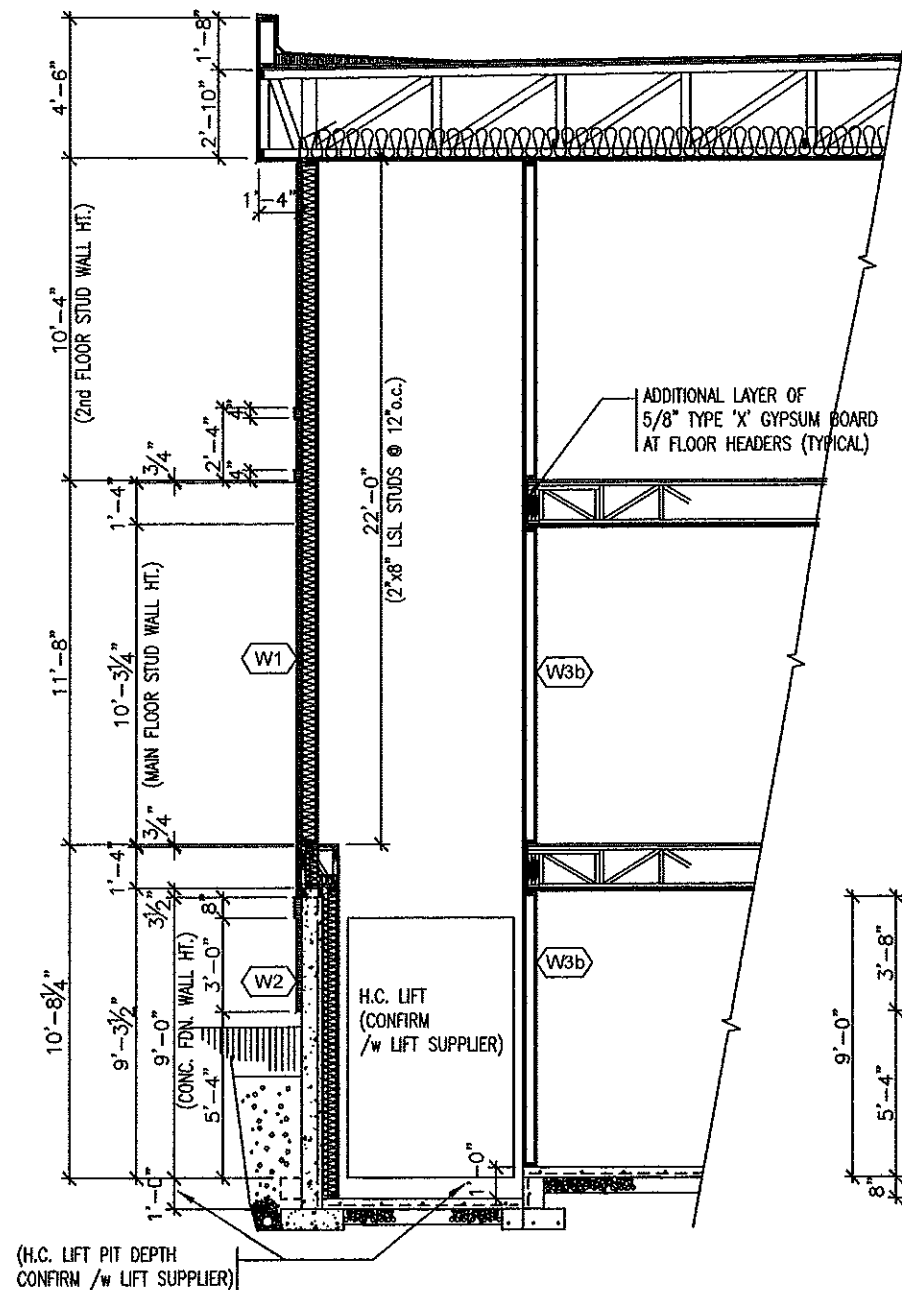 1'-8"
4'-6"
2'-10"
1'-4"
10'-4"
(2nd FLOOR STUD WALL HT.)
4"
2'-4"
4"
3/4"
22'-0"
(2"x8" LSL STUDS @ 12"o.c.)
ADDITIONAL LAYER OF
5/8" TYPE 'X' GYPSUM BOARD
AT FLOOR HEADERS (TYPICAL)
1'-4"
11'-8"
10'-3 1/4"
(MAIN FLOOR STUD WALL HT.)
W1
W3b
3/4"
1'-4"
3 1/2"
8"
10'-8 1/4"
9'-3 1/2"
9'-0"
(CONC. FDN. WALL HT.)
3'-0"
5'-4"
W2
H.C. LIFT
(CONFIRM
/w LIFT SUPPLIER)
W3b
9'-0"
3'-8"
5'-4"
8"
1'-0"
1'-0"
(H.C. LIFT PIT DEPTH
CONFIRM /w LIFT SUPPLIER)